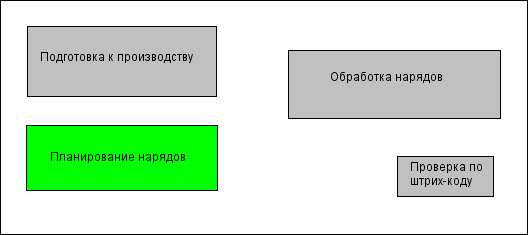 Подготовка к производству
Обработка нарядов
Планирование нарядов
Проверка по
штрих-коду